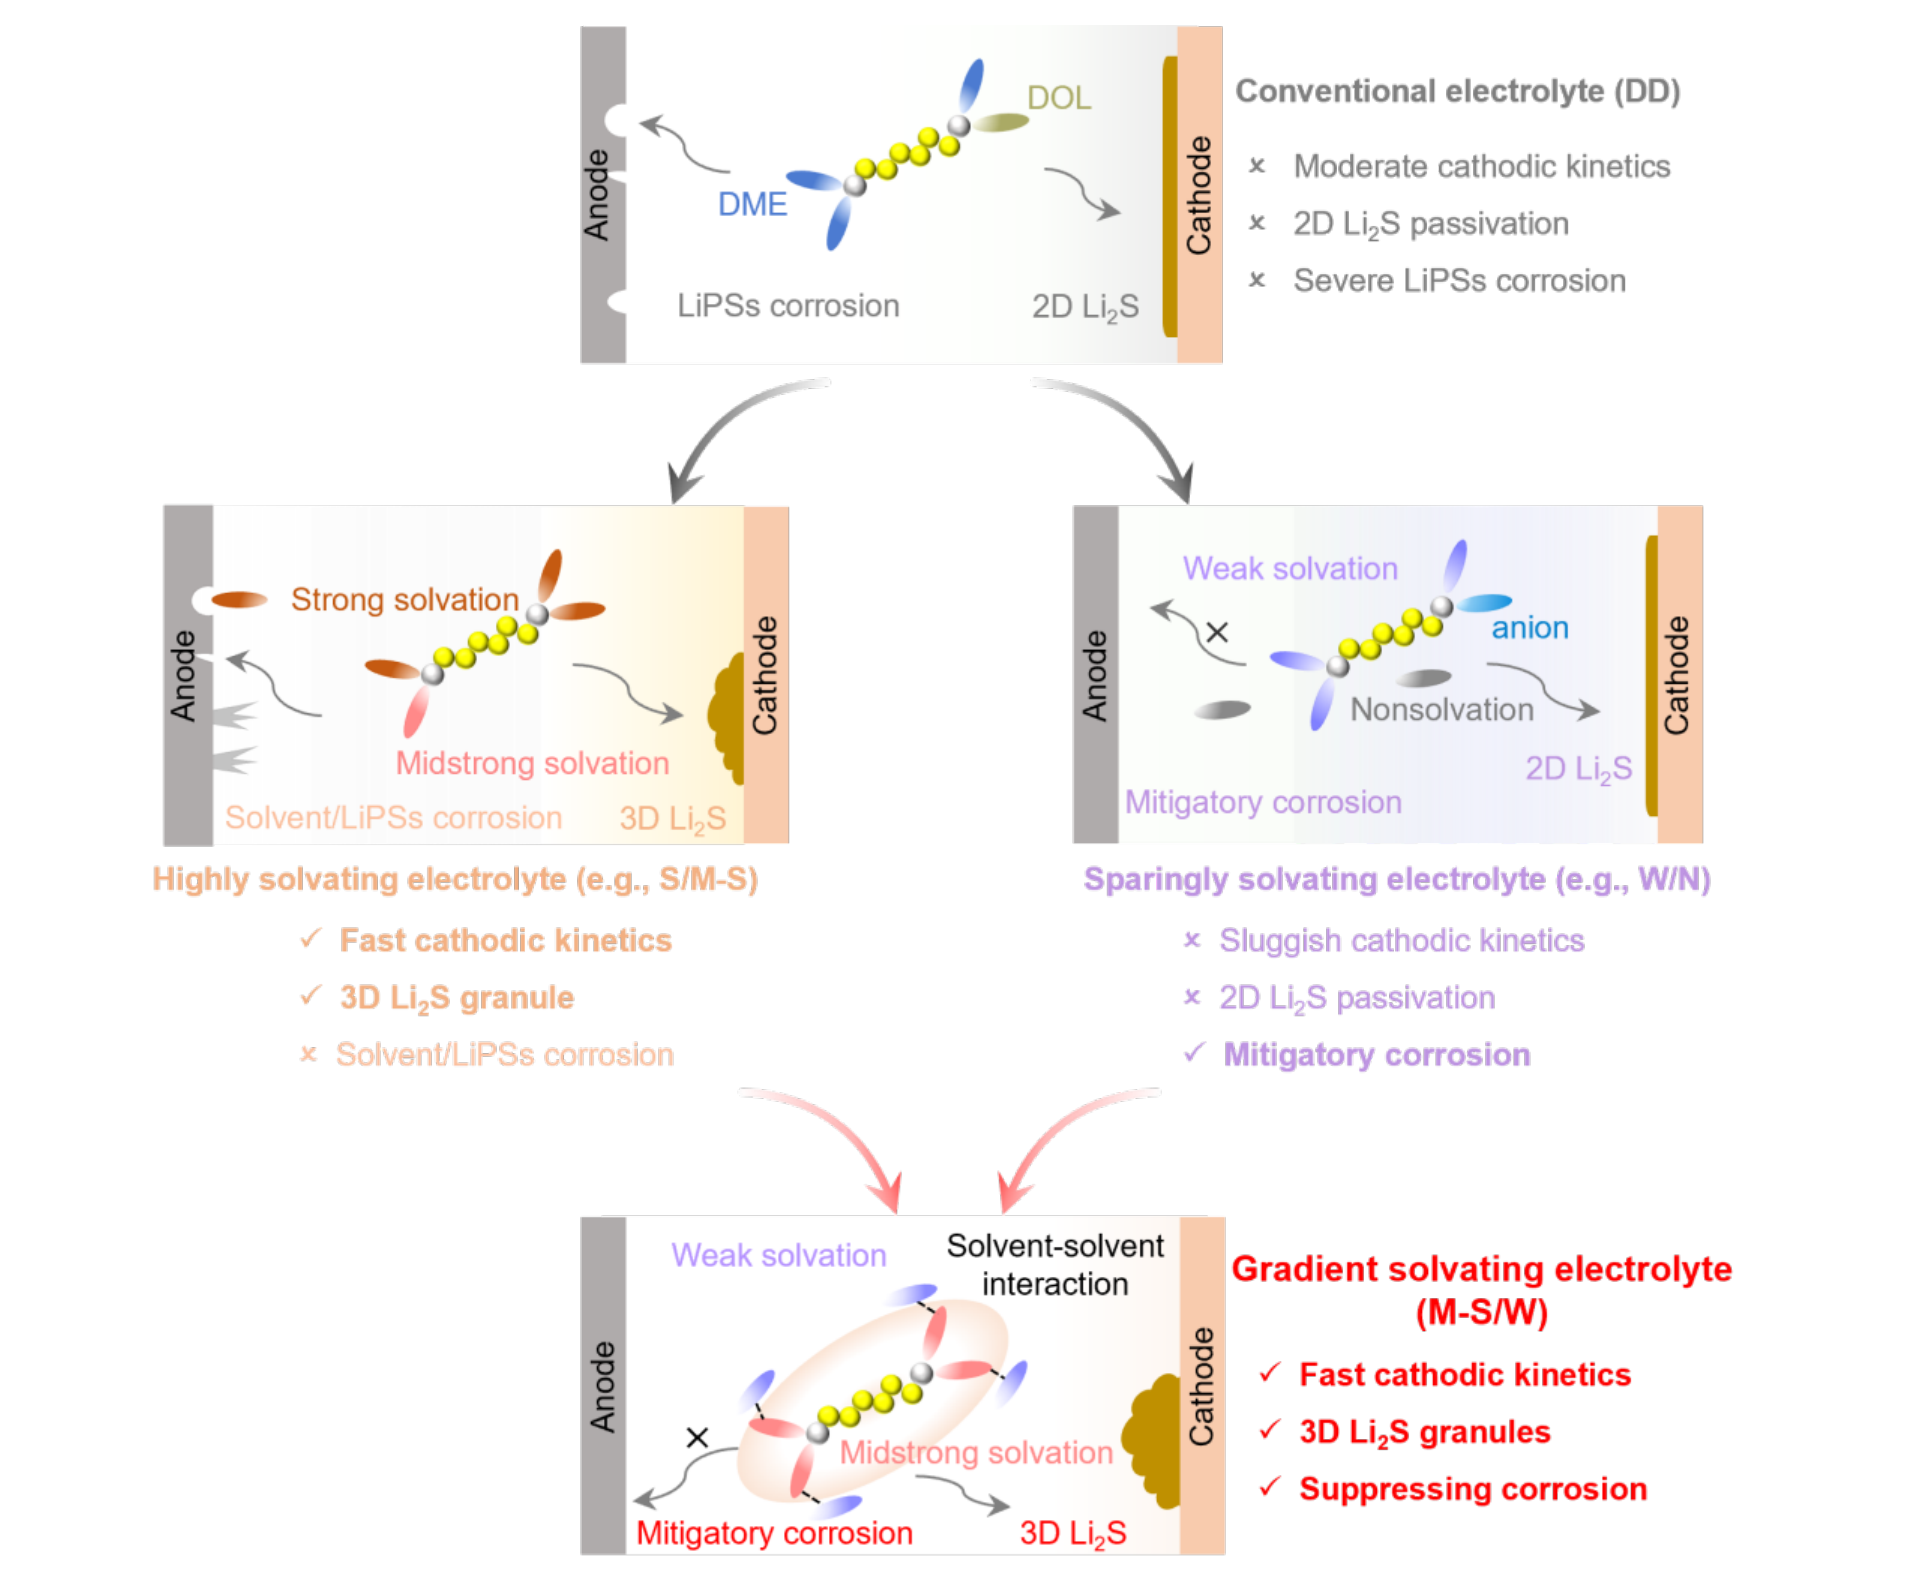 Anode
DOL
DME
LiPSs corrosion
2D Li₂S
Cathode
Conventional electrolyte (DD)
× Moderate cathodic kinetics
× 2D Li₂S passivation
× Severe LiPSs corrosion
Anode
Strong solvation
Midstrong solvation
Solvent/LiPSs corrosion
3D Li₂S
Cathode
Highly solvating electrolyte (e.g., S/M-S)
✓ Fast cathodic kinetics
✓ 3D Li₂S granule
× Solvent/LiPSs corrosion
Anode
Weak solvation
×
anion
Nonsolvation
2D Li₂S
Mitigatory corrosion
Cathode
Sparingly solvating electrolyte (e.g., W/N)
× Sluggish cathodic kinetics
× 2D Li₂S passivation
✓ Mitigatory corrosion
Anode
Weak solvation
Solvent-solvent
interaction
×
Midstrong solvation
Mitigatory corrosion
3D Li₂S
Cathode
Gradient solvating electrolyte
(M-S/W)
✓ Fast cathodic kinetics
✓ 3D Li₂S granules
✓ Suppressing corrosion